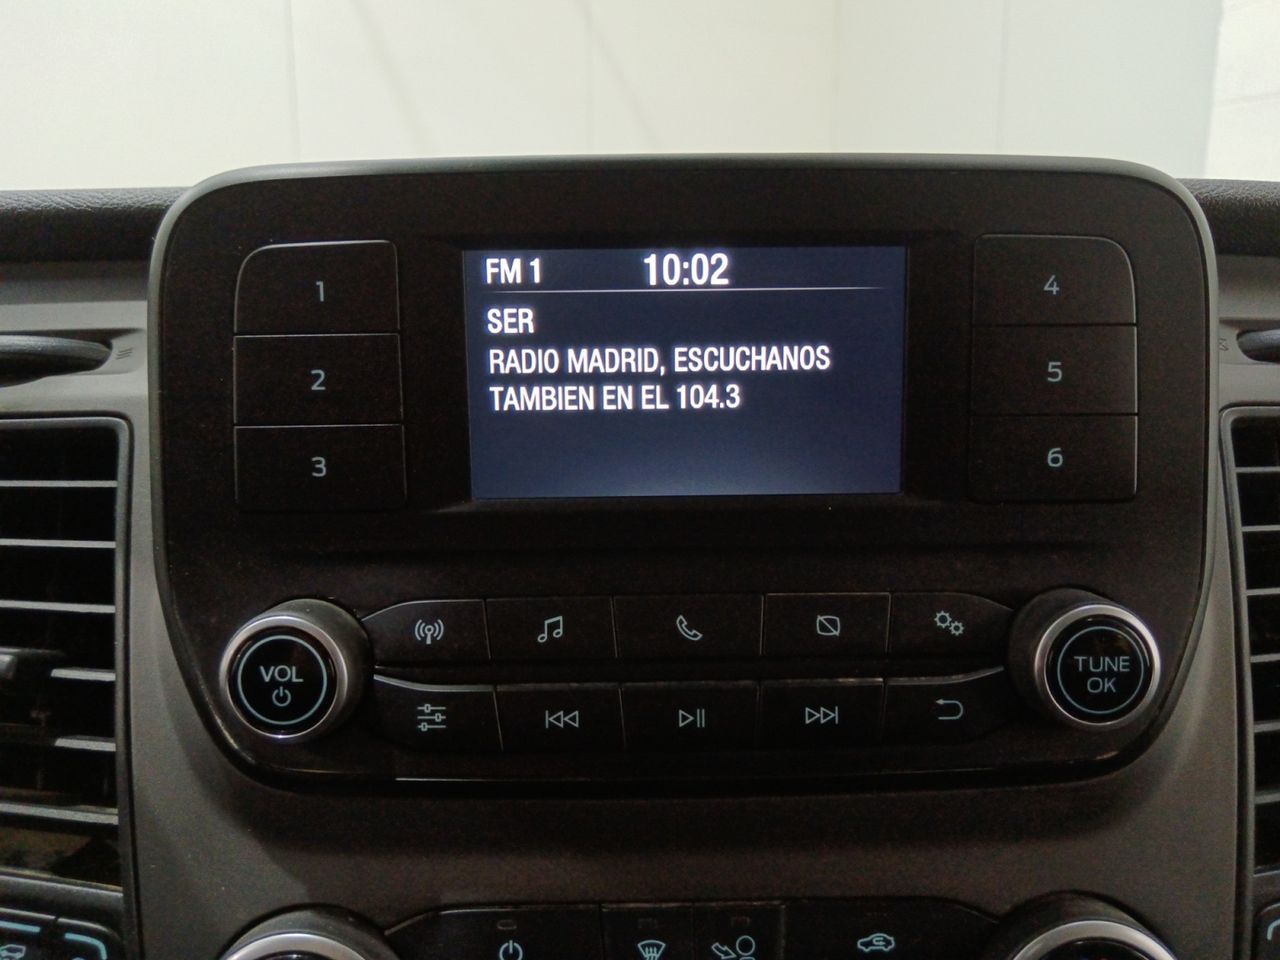 FM 1 10:02
SER
RADIO MADRID, ESCUCHANOS
TAMBIEN EN EL 104.3
1
2
3
4
5
6
VOL
TUNE
OK